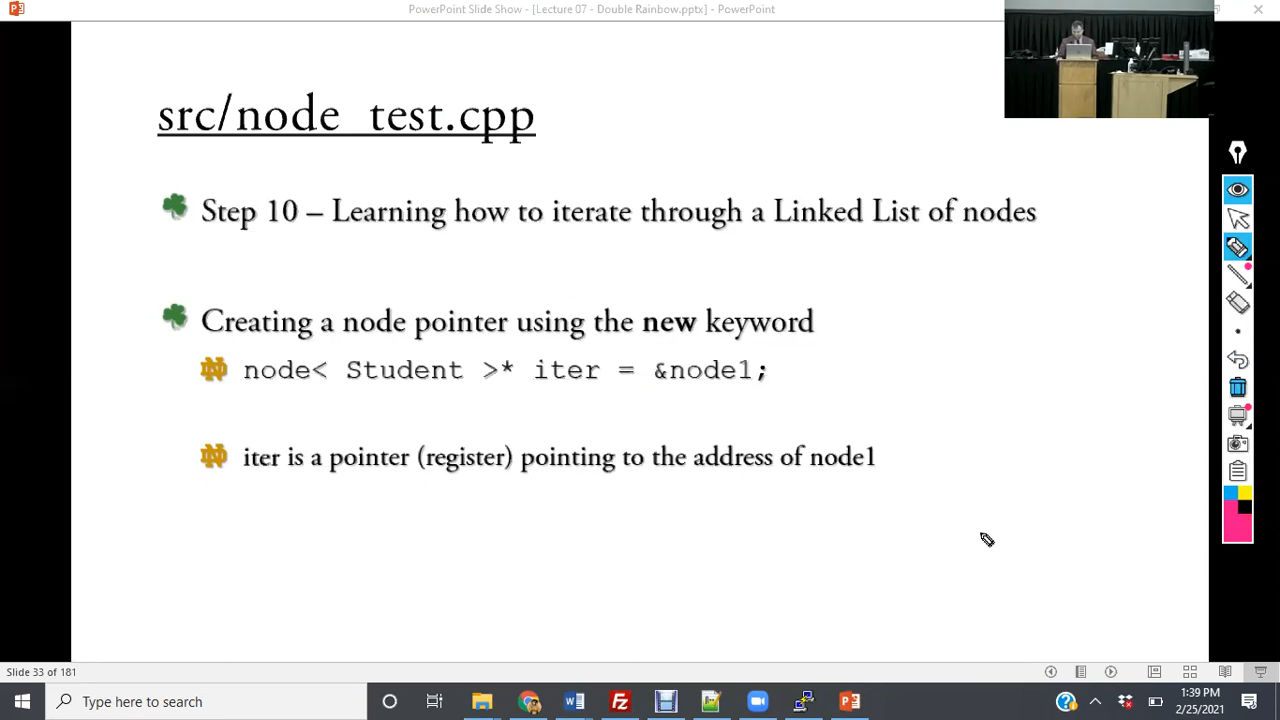 PowerPoint Slide Show - [Lecture 07 - Double Rainbow.pptx] - PowerPoint
src/node_test.cpp
Step 10 – Learning how to iterate through a Linked List of nodes
Creating a node pointer using the new keyword
node< Student >* iter = &node1;
iter is a pointer (register) pointing to the address of node1
Slide 33 of 181
Type here to search
1:39 PM
2/25/2021